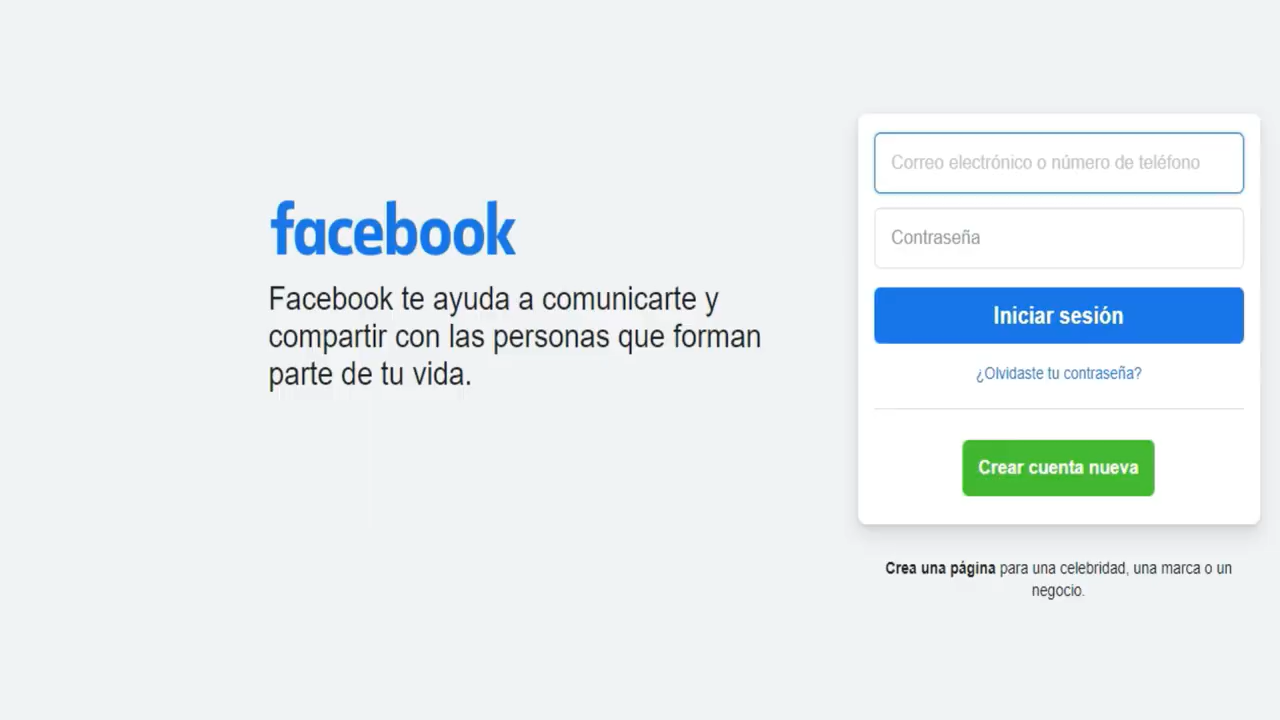 facebook
Facebook te ayuda a comunicarte y
compartir con las personas que forman
parte de tu vida.
Correo electrónico o número de teléfono
Contraseña
Iniciar sesión
¿Olvidaste tu contraseña?
Crear cuenta nueva
Crea una página para una celebridad, una marca o un
negocio.